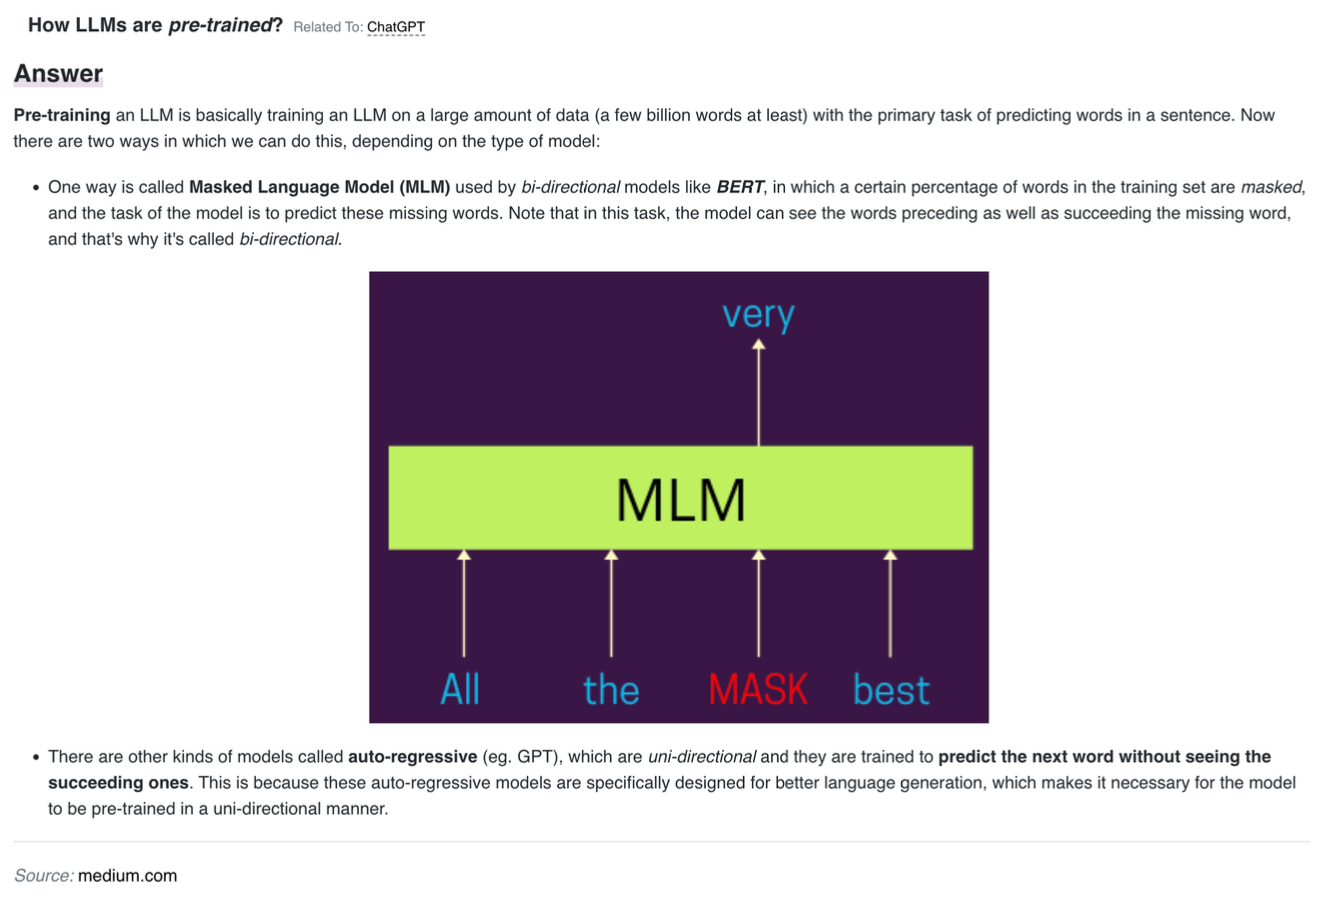 How LLMs are pre-trained? Related To: ChatGPT
Answer
Pre-training an LLM is basically training an LLM on a large amount of data (a few billion words at least) with the primary task of predicting words in a sentence. Now
there are two ways in which we can do this, depending on the type of model:
• One way is called Masked Language Model (MLM) used by bi-directional models like BERT, in which a certain percentage of words in the training set are masked,
and the task of the model is to predict these missing words. Note that in this task, the model can see the words preceding as well as succeeding the missing word,
and that's why it's called bi-directional.
very
MLM
All the MASK best
• There are other kinds of models called auto-regressive (eg. GPT), which are uni-directional and they are trained to predict the next word without seeing the
succeeding ones. This is because these auto-regressive models are specifically designed for better language generation, which makes it necessary for the model
to be pre-trained in a uni-directional manner.
Source: medium.com